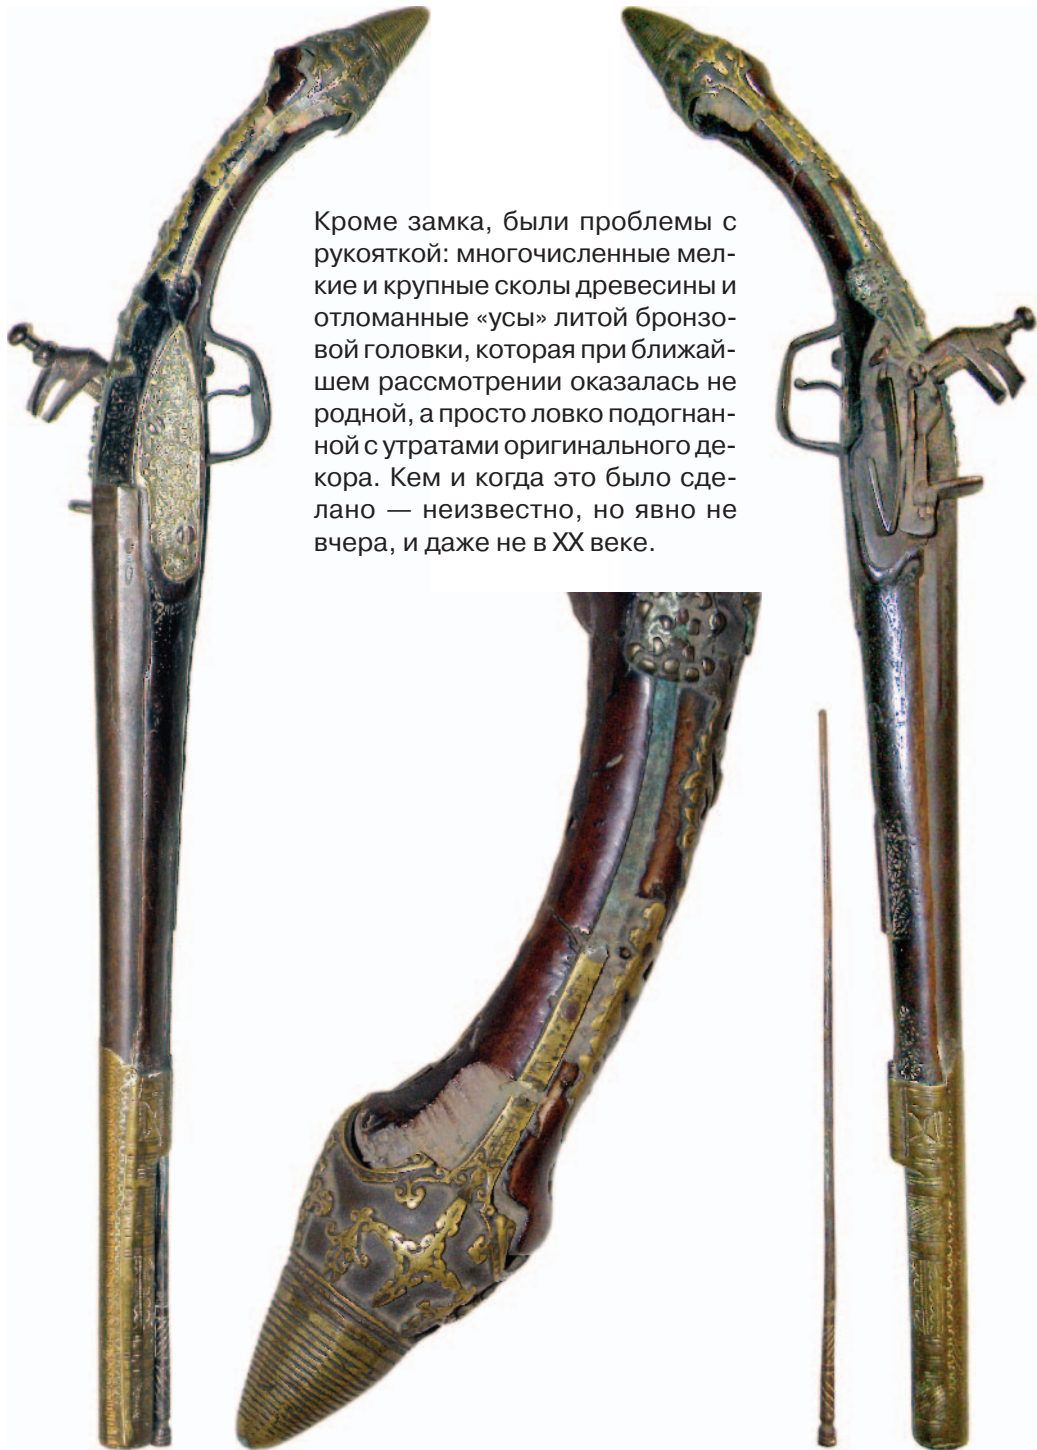 Кроме замка, были проблемы с
рукояткой: многочисленные мел-
кие и крупные сколы древесины и
отломанные «усы» литой бронзо-
вой головки, которая при ближай-
шем рассмотрении оказалась не
родной, а просто ловко подогнан-
ной с утратами оригинального де-
кора. Кем и когда это было сде-
лано — неизвестно, но явно не
вчера, и даже не в XX веке.